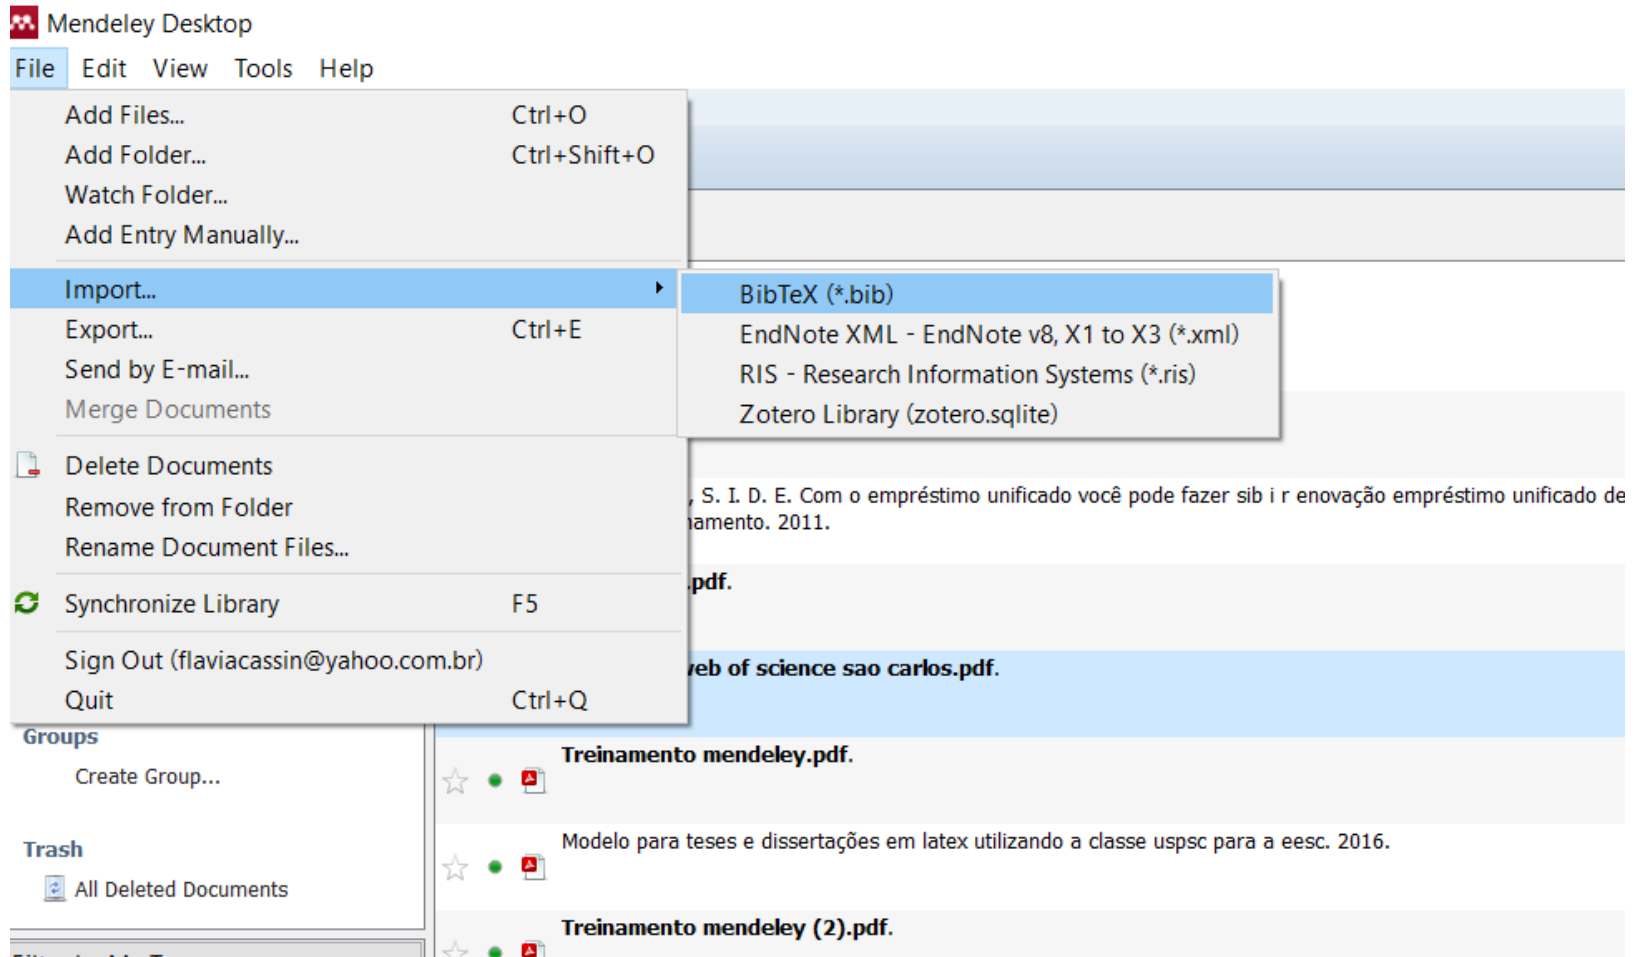 Mendeley Desktop
File Edit View Tools Help
Add Files... Ctrl+O
Add Folder... Ctrl+Shift+O
Watch Folder...
Add Entry Manually...
Import...
Export... Ctrl+E
Send by E-mail...
Merge Documents
Delete Documents
Remove from Folder
Rename Document Files...
Synchronize Library F5
Sign Out (flaviacassin@yahoo.com.br)
Quit Ctrl+Q
BibTeX (*.bib)
EndNote XML - EndNote v8, X1 to X3 (*.xml)
RIS - Research Information Systems (*.ris)
Zotero Library (zotero.sqlite)
, S. I. D. E. Com o empréstimo unificado você pode fazer sib i r enovação empréstimo unificado de
namento. 2011.
.pdf.
web of science sao carlos.pdf.
Groups
Create Group...
Trash
All Deleted Documents
Treinamento mendeley.pdf.
Modelo para teses e dissertações em latex utilizando a classe uspsc para a eesc. 2016.
Treinamento mendeley (2).pdf.